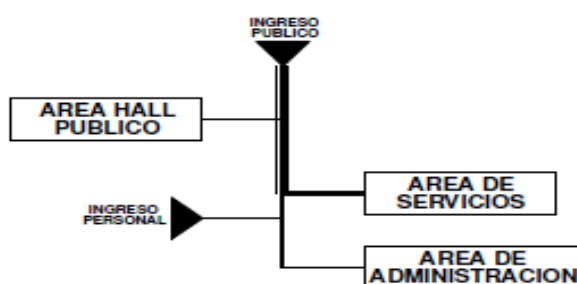 INGRESO
PUBLICO
AREA HALL
PUBLICO
AREA DE
SERVICIOS
INGRESO
PERSONAL
AREA DE
ADMINISTRACION